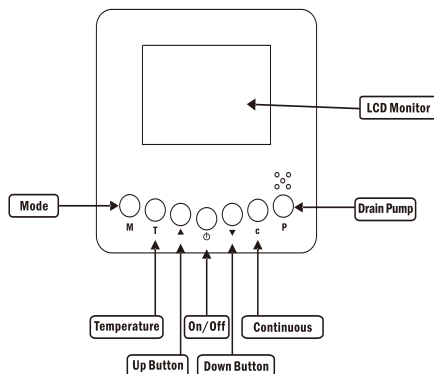 LCD Monitor
Mode
Drain Pump
M
T
c
P
Temperature
On/Off
Continuous
Up Button
Down Button